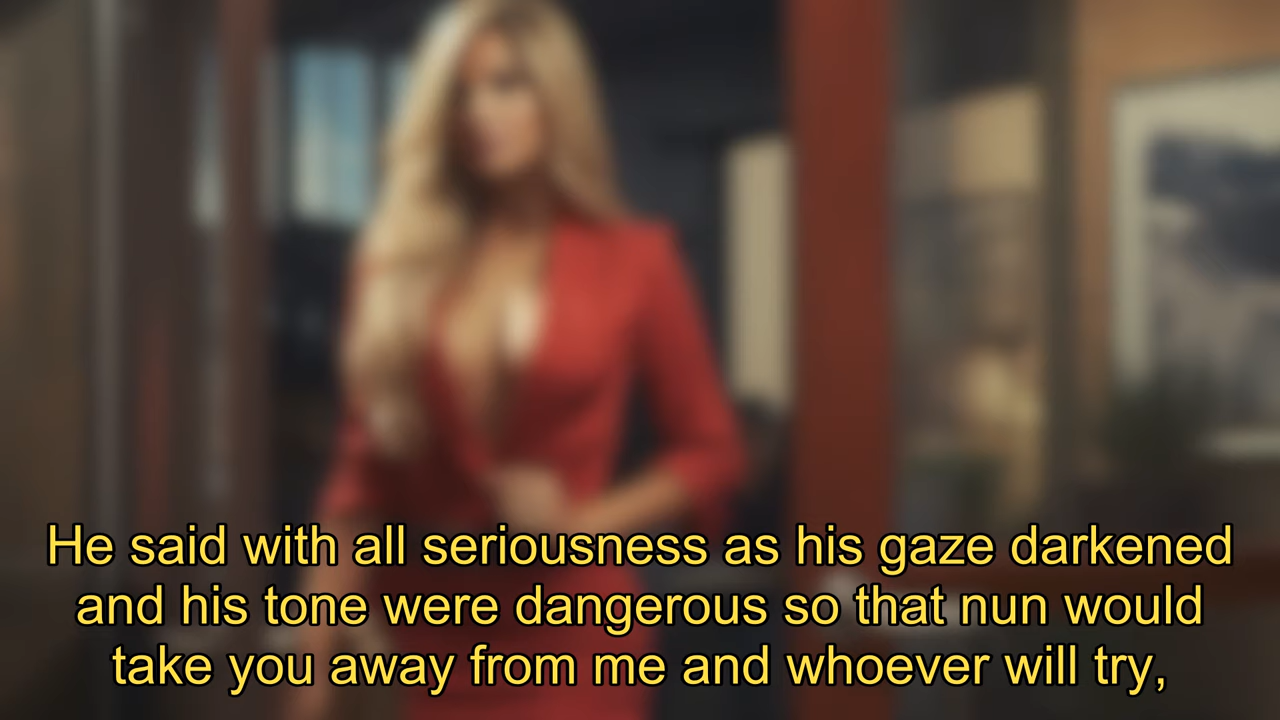 He said with all seriousness as his gaze darkened
and his tone were dangerous so that nun would
take you away from me and whoever will try,